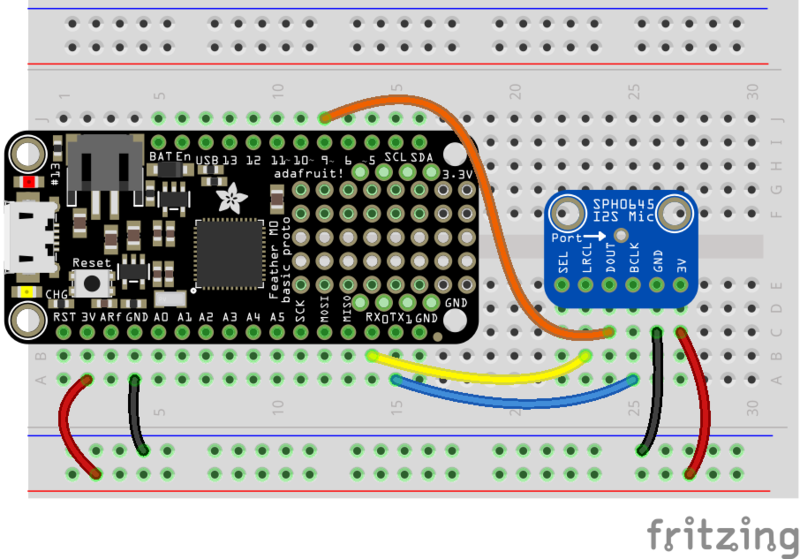 1 5 10 15 20 25 30
J J
I
H
G
F F
BAT En USB 13 12 11~ 10~ 9~ 6 ~5 SCL SDA
adafruit! 3.3V
#13
SPH0645
I2S Mic
Port
SEL LRCL DOUT BCLK GND 3V
Reset
Feather M0
basic proto
CHG
GND
RST 3V ARf GND A0 A1 A2 A3 A4 A5 SCK MOSI MISO RX0 TX1 GND
E
D
C
B B
A A
5 10 15 20 25 30
fritzing